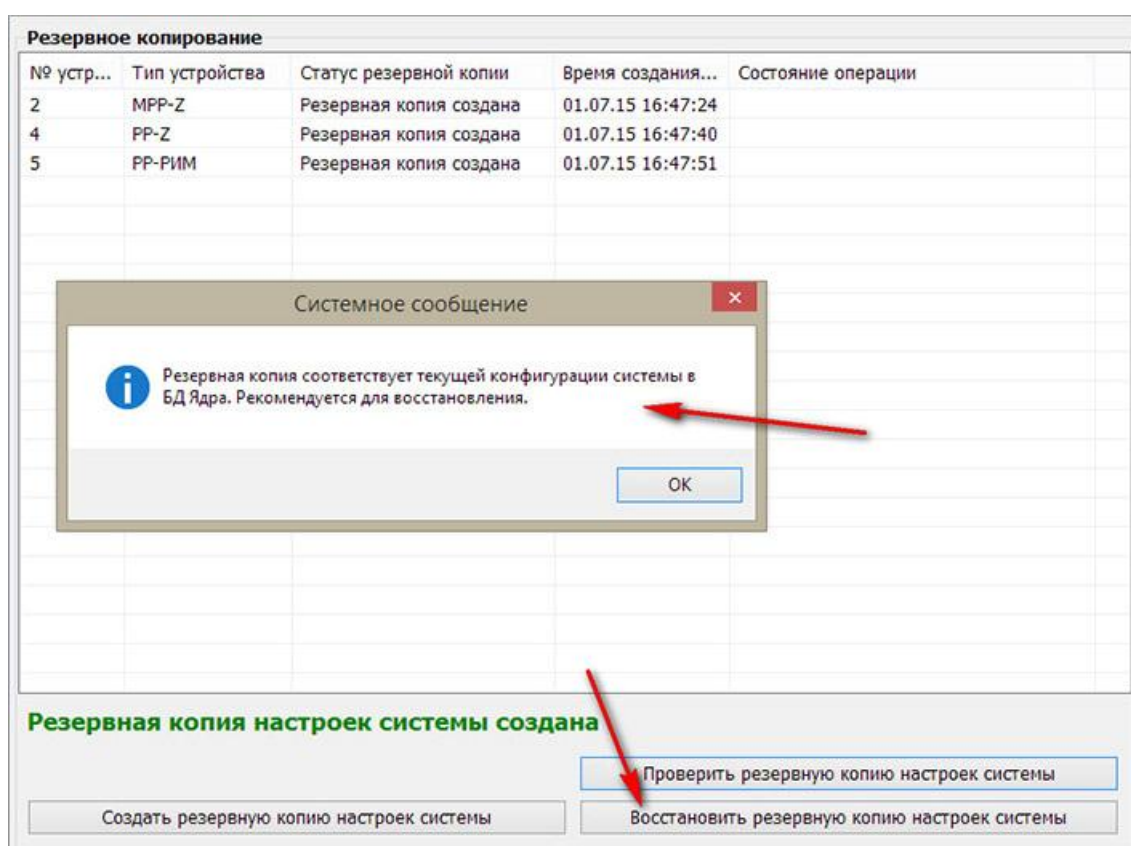 Резервное копирование
№ устр... Тип устройства Статус резервной копии Время создания... Состояние операции
2 MPP-Z Резервная копия создана 01.07.15 16:47:24
4 PP-Z Резервная копия создана 01.07.15 16:47:40
5 PP-РИМ Резервная копия создана 01.07.15 16:47:51
Системное сообщение
Резервная копия соответствует текущей конфигурации системы в
БД Ядра. Рекомендуется для восстановления.
OK
Резервная копия настроек системы создана
Проверить резервную копию настроек системы
Создать резервную копию настроек системы Восстановить резервную копию настроек системы